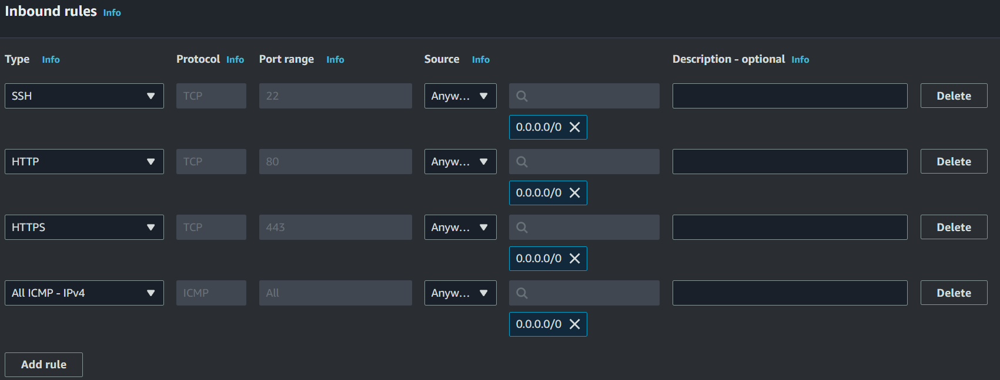 Inbound rules Info
Type Info Protocol Info Port range Info Source Info Description - optional Info
SSH TCP 22 Anyw... Delete
0.0.0.0/0
HTTP TCP 80 Anyw... Delete
0.0.0.0/0
HTTPS TCP 443 Anyw... Delete
0.0.0.0/0
All ICMP - IPv4 ICMP All Anyw... Delete
0.0.0.0/0
Add rule